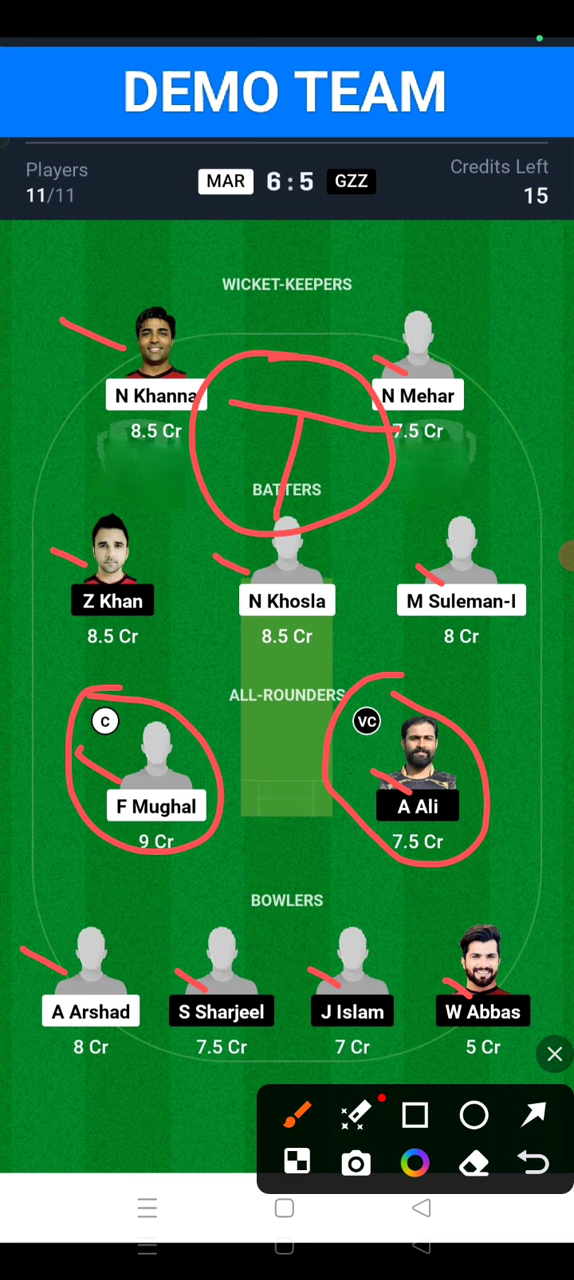 DEMO TEAM
Players
Credits Left
11/11
MAR 6 : 5 GZZ
15
WICKET-KEEPERS
N Khanna
N Mehar
8.5 Cr
7.5 Cr
BATTERS
Z Khan
N Khosla
M Suleman-I
8.5 Cr
8.5 Cr
8 Cr
ALL-ROUNDERS
C
VC
F Mughal
A Ali
9 Cr
7.5 Cr
BOWLERS
A Arshad
S Sharjeel
J Islam
W Abbas
8 Cr
7.5 Cr
7 Cr
5 Cr